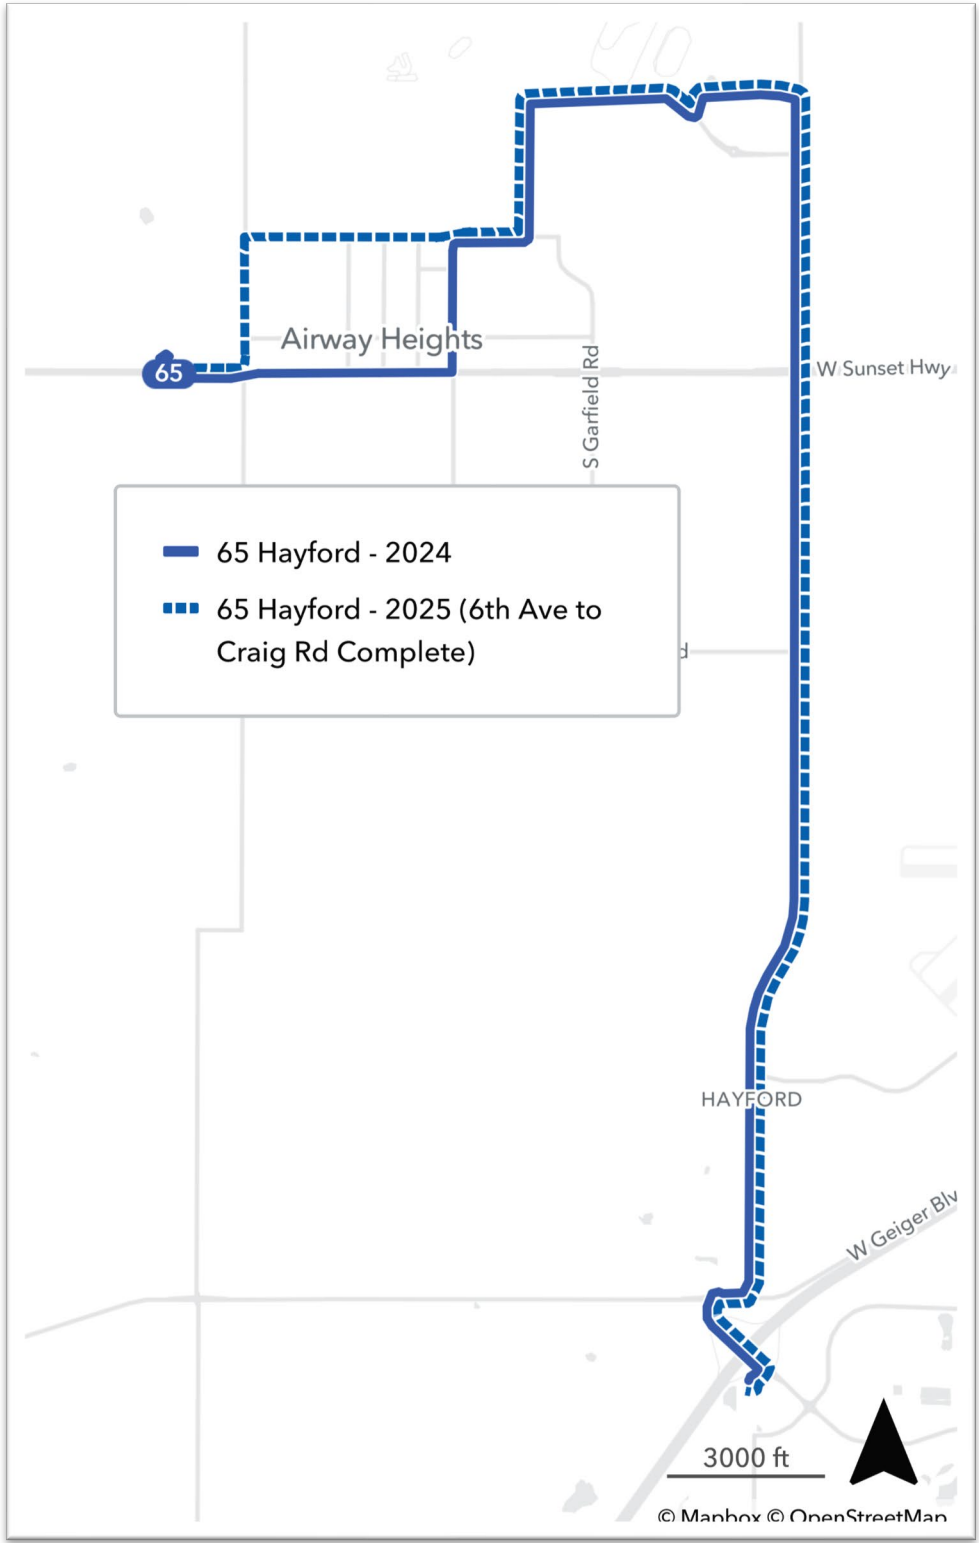 Airway Heights
65
W Sunset Hwy
S Garfield Rd
65 Hayford - 2024
65 Hayford - 2025 (6th Ave to
Craig Rd Complete)
d
HAYFORD
W Geiger Blv
3000 ft
© Mapbox © OpenStreetMap